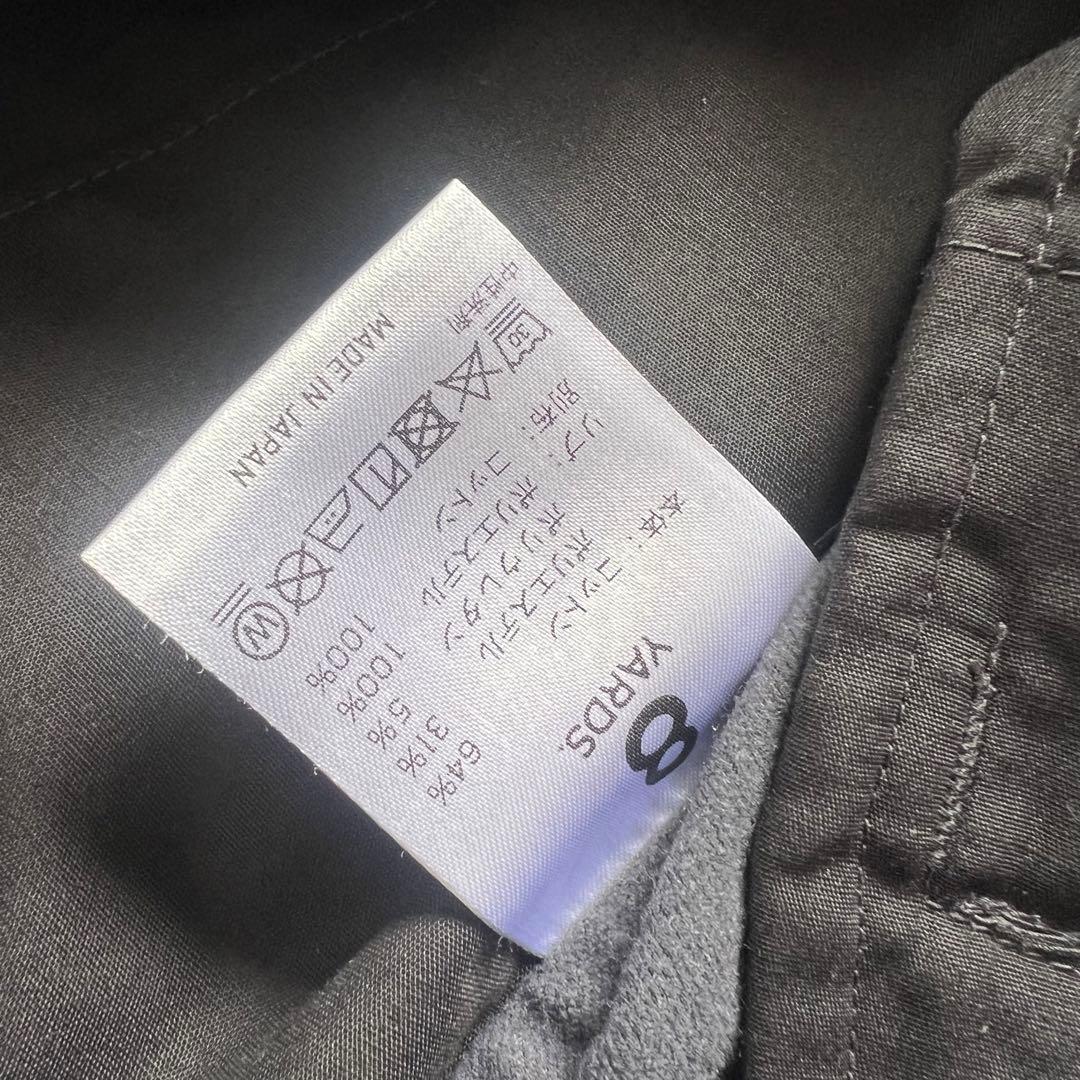 8
YARDS.
本体: コットン 64%
ポリエステル 31%
ポリウレタン 5%
リブ: ポリエステル 100%
別布: コットン 100%
30
W
中性洗剤
MADE IN JAPAN